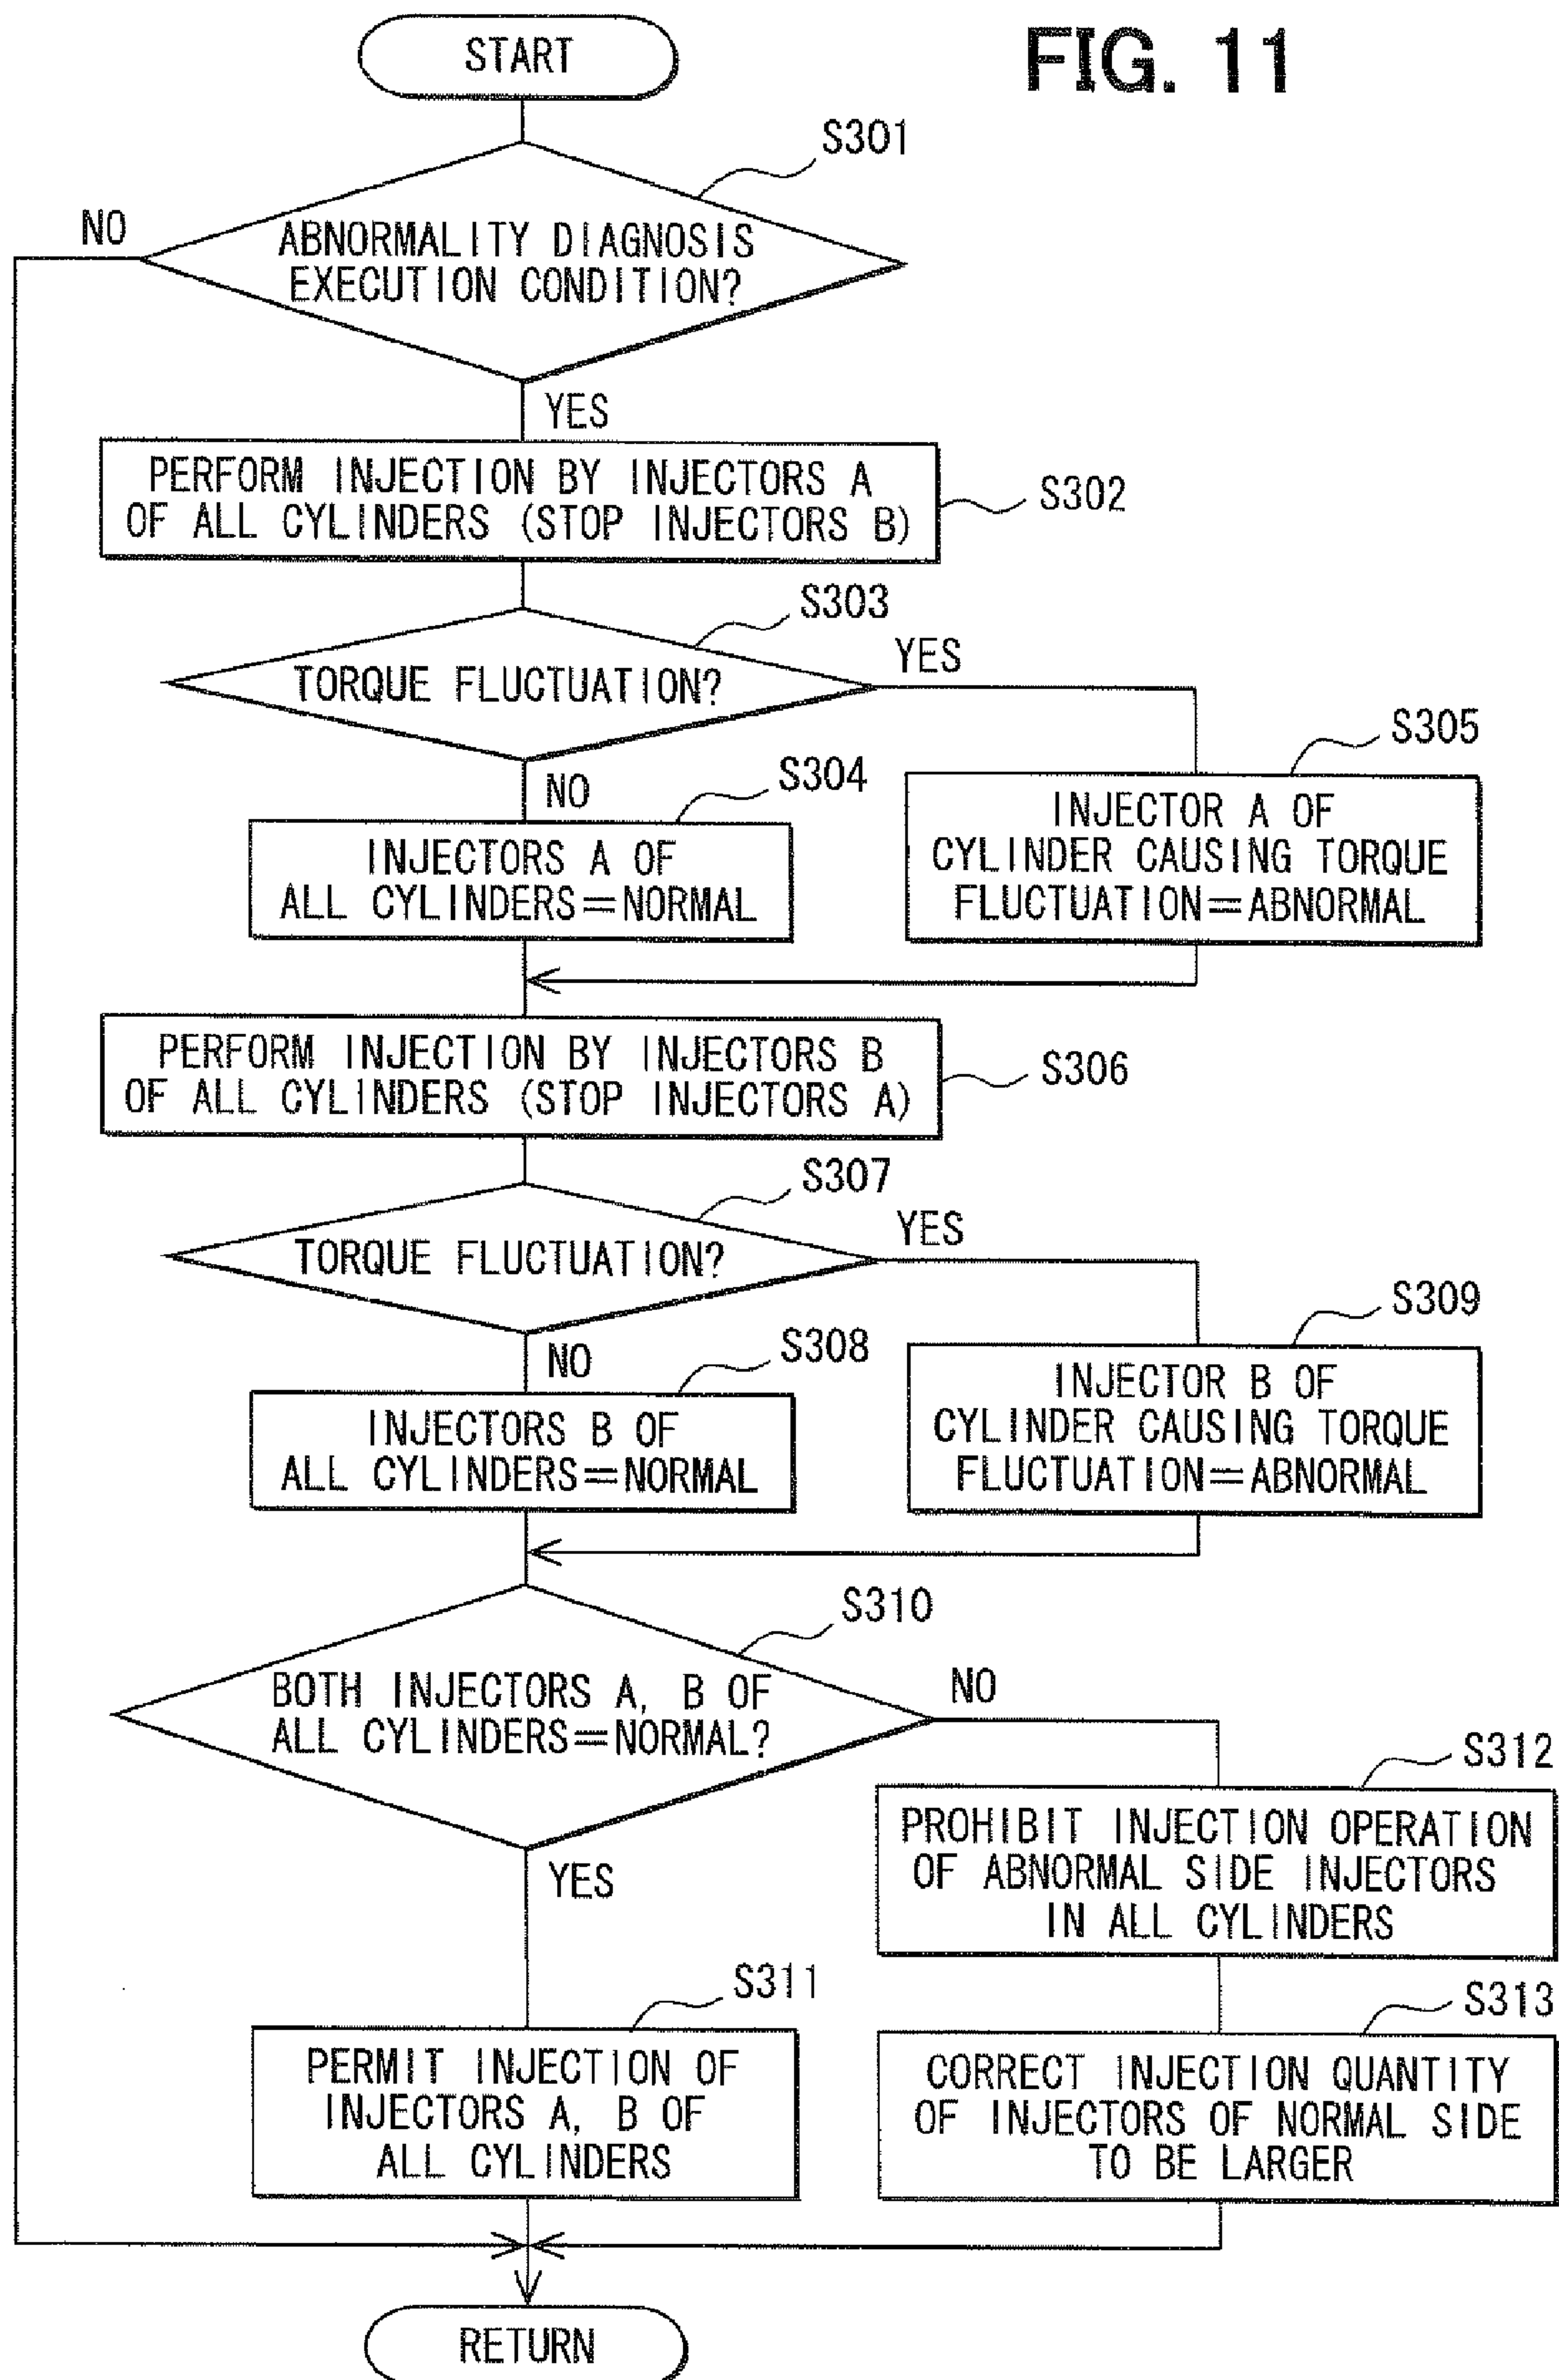 FIG. 11
START
S301
NO
ABNORMALITY DIAGNOSIS
EXECUTION CONDITION?
YES
PERFORM INJECTION BY INJECTORS A
OF ALL CYLINDERS (STOP INJECTORS B)
S302
S303
TORQUE FLUCTUATION?
YES
NO
S304
S305
INJECTORS A OF
ALL CYLINDERS=NORMAL
INJECTOR A OF
CYLINDER CAUSING TORQUE
FLUCTUATION=ABNORMAL
PERFORM INJECTION BY INJECTORS B
OF ALL CYLINDERS (STOP INJECTORS A)
S306
S307
TORQUE FLUCTUATION?
YES
NO
S308
S309
INJECTORS B OF
ALL CYLINDERS=NORMAL
INJECTOR B OF
CYLINDER CAUSING TORQUE
FLUCTUATION=ABNORMAL
S310
BOTH INJECTORS A, B OF
ALL CYLINDERS=NORMAL?
NO
YES
S312
PROHIBIT INJECTION OPERATION
OF ABNORMAL SIDE INJECTORS
IN ALL CYLINDERS
S311
PERMIT INJECTION OF
INJECTORS A, B OF
ALL CYLINDERS
S313
CORRECT INJECTION QUANTITY
OF INJECTORS OF NORMAL SIDE
TO BE LARGER
RETURN